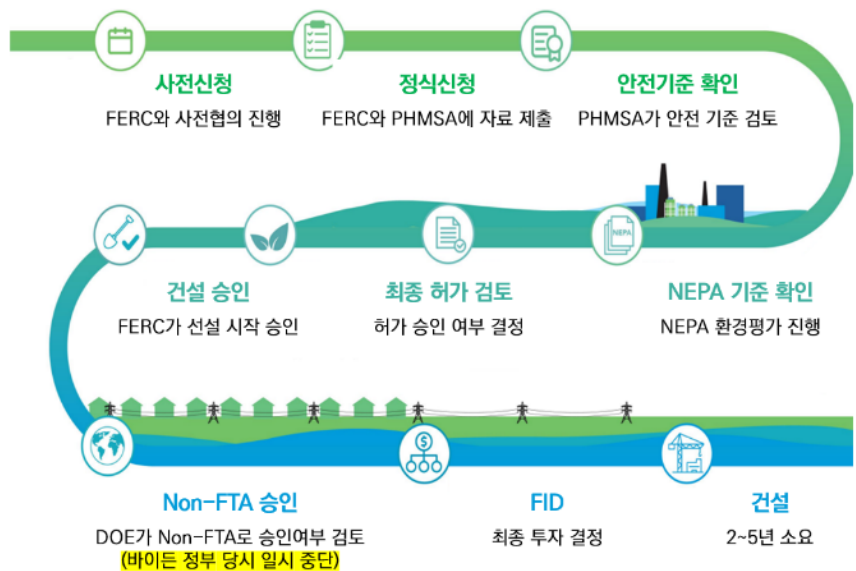 사전신청
정식신청
안전기준 확인
FERC와 사전협의 진행
FERC와 PHMSA에 자료 제출
PHMSA가 안전 기준 검토
NEPA
건설 승인
최종 허가 검토
NEPA 기준 확인
FERC가 선설 시작 승인
허가 승인 여부 결정
NEPA 환경평가 진행
$
Non-FTA 승인
FID
건설
DOE가 Non-FTA로 승인여부 검토
(바이든 정부 당시 일시 중단)
최종 투자 결정
2~5년 소요